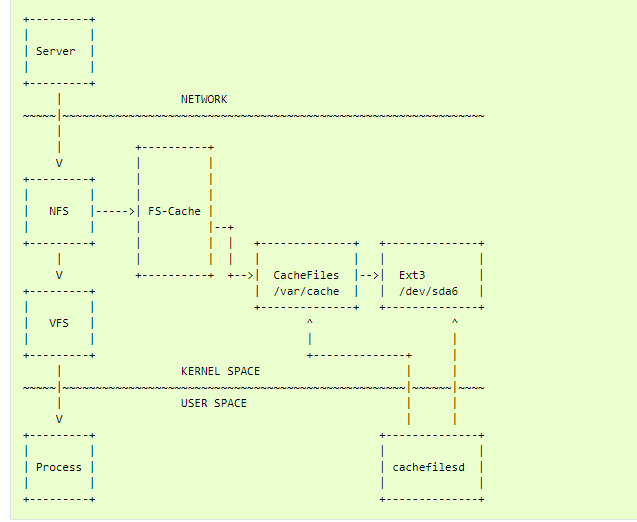 Server
NETWORK
NFS
FS-Cache
CacheFiles
/var/cache
Ext3
/dev/sda6
VFS
KERNEL SPACE
USER SPACE
Process
cachefilesd